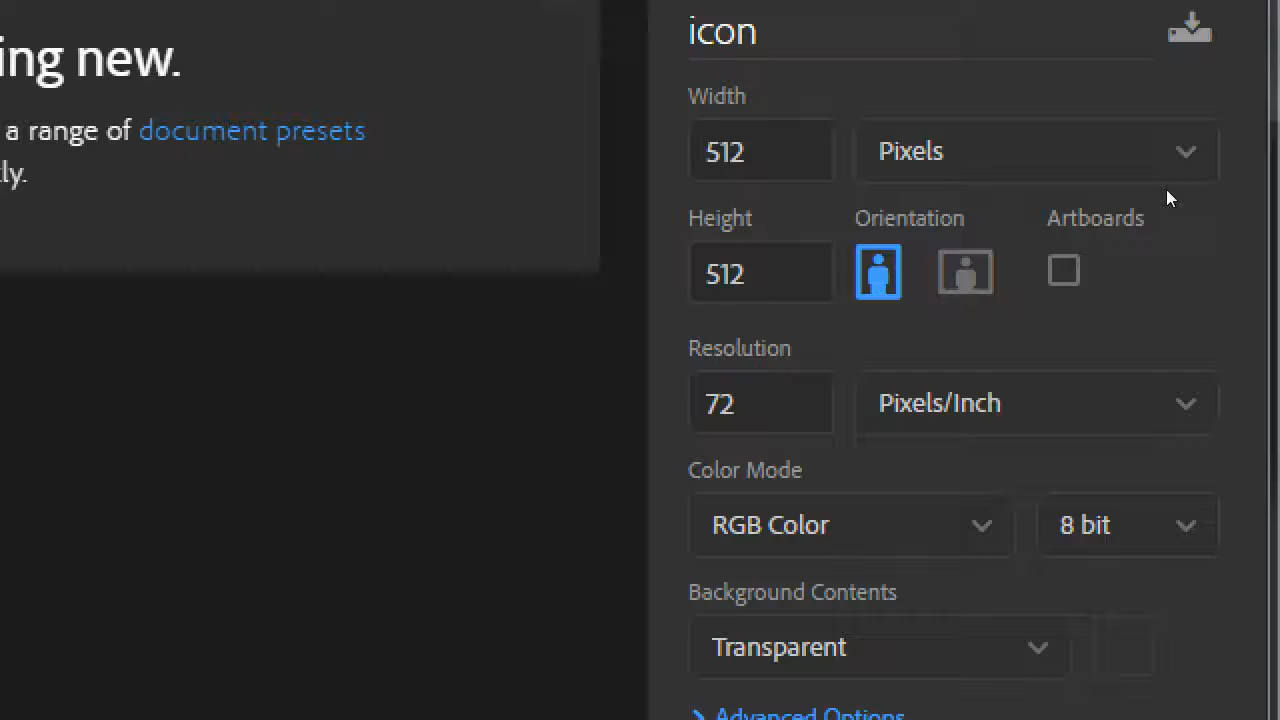 ing new.
a range of document presets
tly.
icon
Width
512 Pixels
Height Orientation Artboards
512
Resolution
72 Pixels/Inch
Color Mode
RGB Color 8 bit
Background Contents
Transparent
Advanced Options